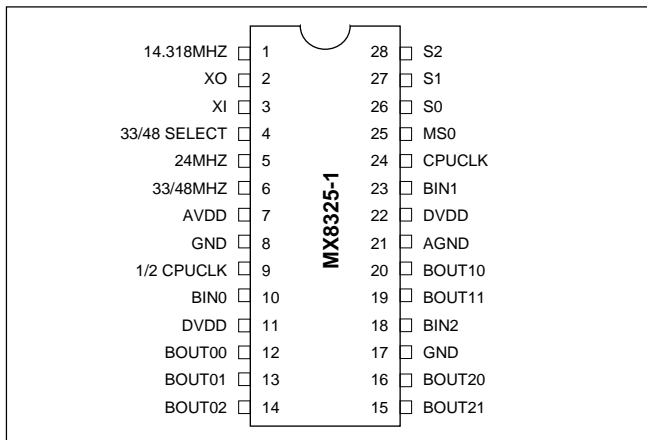 14.318MHZ 1 28 S2
XO 2 27 S1
XI 3 26 S0
33/48 SELECT 4 25 MS0
24MHZ 5 24 CPUCLK
33/48MHZ 6 23 BIN1
AVDD 7 22 DVDD
GND 8 21 AGND
1/2 CPUCLK 9 20 BOUT10
BIN0 10 19 BOUT11
DVDD 11 18 BIN2
BOUT00 12 17 GND
BOUT01 13 16 BOUT20
BOUT02 14 15 BOUT21
MX8325-1